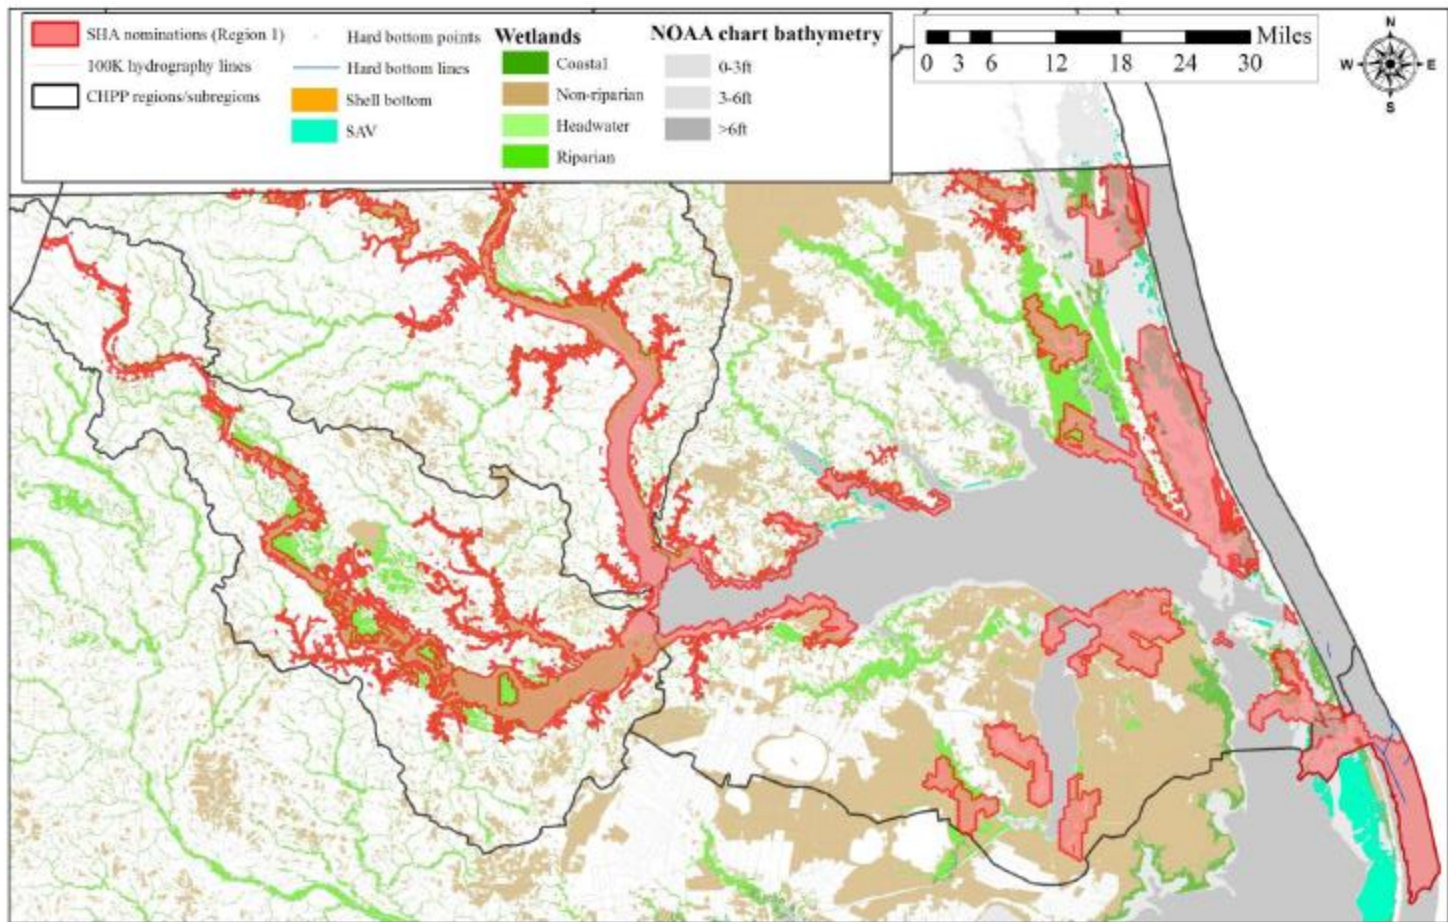 SHA nominations (Region 1)
100K hydrography lines
CHPP regions/subregions
Hard bottom points
Hard bottom lines
Shell bottom
SAV
Wetlands
Coastal
Non-riparian
Headwater
Riparian
NOAA chart bathymetry
0-3ft
3-6ft
>6ft
Miles
0 3 6 12 18 24 30
N
W E
S